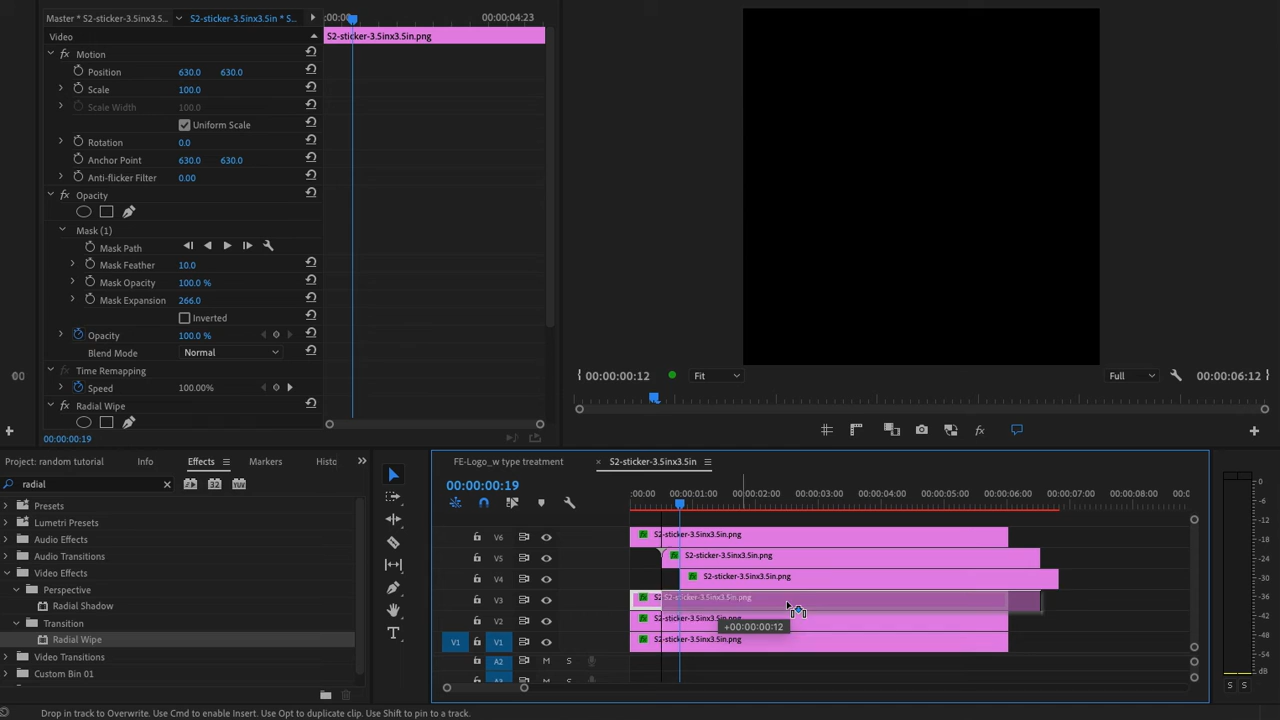 Master * S2-sticker-3.5inx3.5... S2-sticker-3.5inx3.5in * S... :00:00 00:00:04:23
Video S2-sticker-3.5inx3.5in.png
fx Motion
Position 630.0 630.0
Scale 100.0
Scale Width 100.0
Uniform Scale
Rotation 0.0
Anchor Point 630.0 630.0
Anti-flicker Filter 0.00
fx Opacity
Mask (1)
Mask Path
Mask Feather 10.0
Mask Opacity 100.0 %
Mask Expansion 266.0
Inverted
Opacity 100.0 %
Blend Mode Normal
fx Time Remapping
Speed 100.00%
fx Radial Wipe
00:00:00:19
00:00:00:12 Fit Full 00:00:06:12
fx
Project: random tutorial Info Effects Markers Histo
radial
Presets
Lumetri Presets
Audio Effects
Audio Transitions
Video Effects
Perspective
Radial Shadow
Transition
Radial Wipe
Video Transitions
Custom Bin 01
FE-Logo_w type treatment × S2-sticker-3.5inx3.5in
00:00:00:19
:00:00 00:00:01:00 00:00:02:00 00:00:03:00 00:00:04:00 00:00:05:00 00:00:06:00 00:00:07:00 00:00:08:00 00:0
V6 S2-sticker-3.5inx3.5in.png
V5 S2-sticker-3.5inx3.5in.png
V4 S2-sticker-3.5inx3.5in.png
V3 S2-sticker-3.5inx3.5in.png
V2 S2-sticker-3.5inx3.5in.png
+00:00:00:12
V1 V1 S2-sticker-3.5inx3.5in.png
A2 M S
0
-6
-12
-18
-24
-30
-36
-42
-48
-54
dB
S S
Drop in track to Overwrite. Use Cmd to enable Insert. Use Opt to duplicate clip. Use Shift to pin to a track.